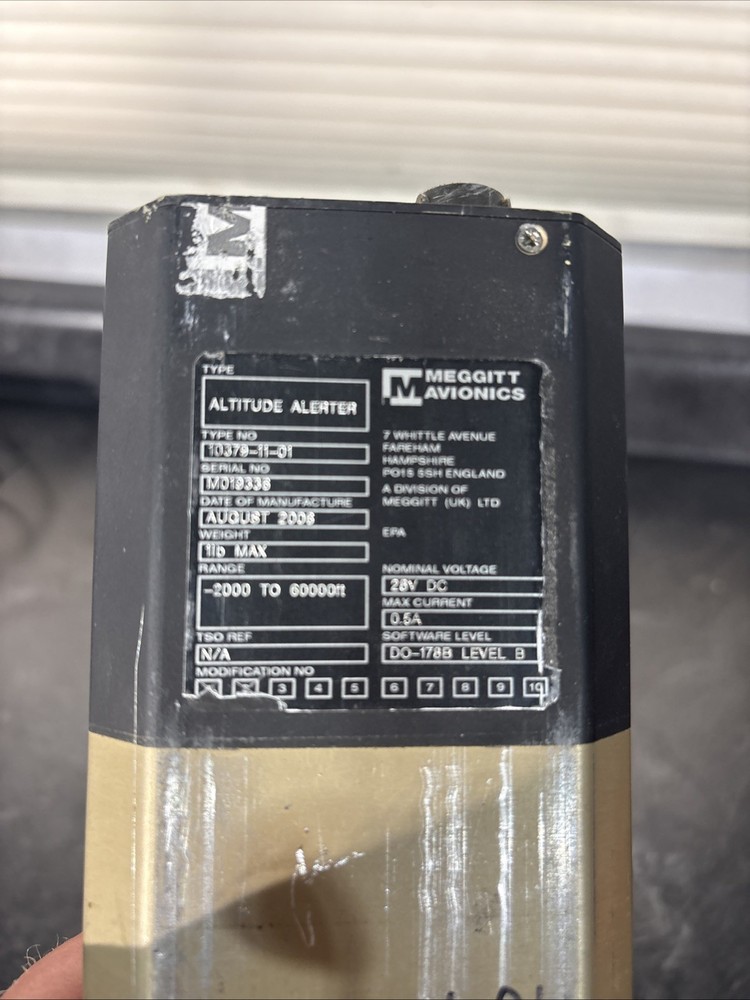 M
TYPE
ALTITUDE ALERTER
TYPE NO
10379-11-01
SERIAL NO
M019336
DATE OF MANUFACTURE
AUGUST 2006
WEIGHT
1lb MAX
RANGE
-2000 TO 60000ft
TSO REF
N/A
MODIFICATION NO
3 4 5 6 7 8 9 10
M MEGGITT
AVIONICS
7 WHITTLE AVENUE
FAREHAM
HAMPSHIRE
PO15 5SH ENGLAND
A DIVISION OF
MEGGITT (UK) LTD
EPA
NOMINAL VOLTAGE
28V DC
MAX CURRENT
0.5A
SOFTWARE LEVEL
DO-178B LEVEL B